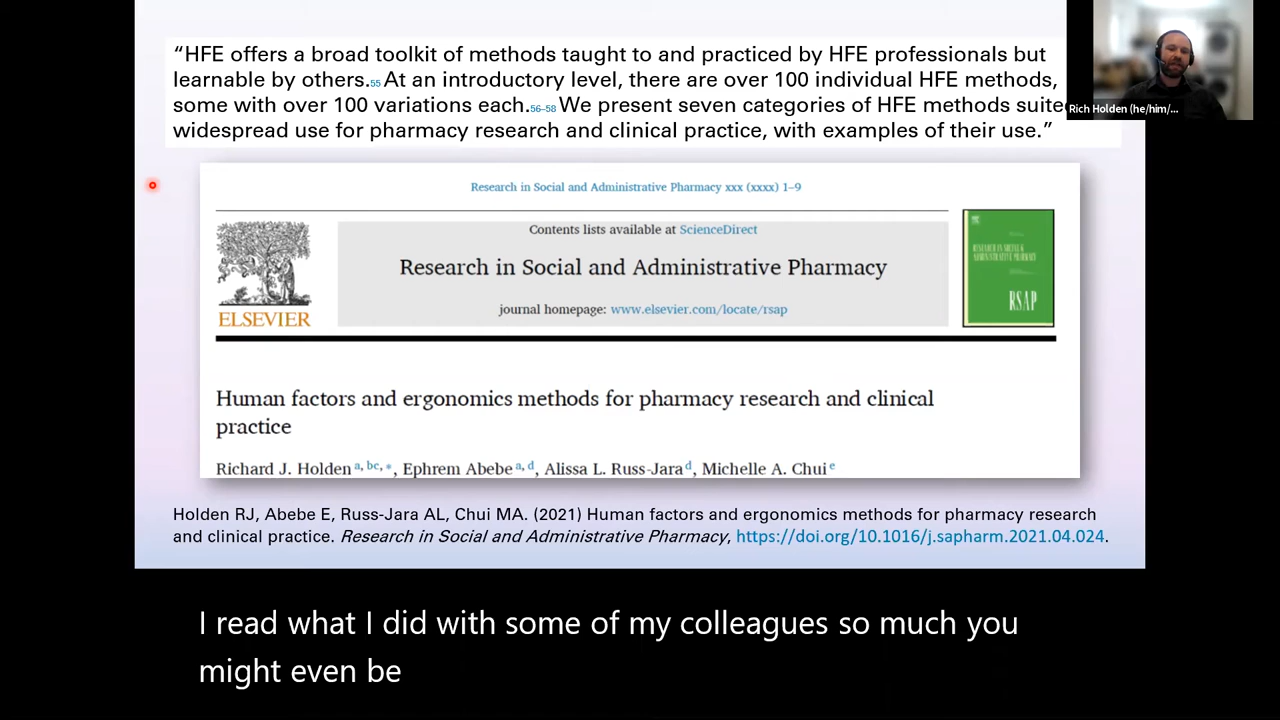 “HFE offers a broad toolkit of methods taught to and practiced by HFE professionals but
learnable by others.55 At an introductory level, there are over 100 individual HFE methods,
some with over 100 variations each.56–58 We present seven categories of HFE methods suite
widespread use for pharmacy research and clinical practice, with examples of their use.”
Rich Holden (he/him/...
Research in Social and Administrative Pharmacy xxx (xxxx) 1–9
Contents lists available at ScienceDirect
Research in Social and Administrative Pharmacy
journal homepage: www.elsevier.com/locate/rsap
ELSEVIER
RESEARCH IN SOCIAL &
ADMINISTRATIVE PHARMACY
RSAP
Human factors and ergonomics methods for pharmacy research and clinical
practice
Richard J. Holden a, bc, *, Ephrem Abebe a, d, Alissa L. Russ-Jara d, Michelle A. Chui e
Holden RJ, Abebe E, Russ-Jara AL, Chui MA. (2021) Human factors and ergonomics methods for pharmacy research
and clinical practice. Research in Social and Administrative Pharmacy, https://doi.org/10.1016/j.sapharm.2021.04.024.
I read what I did with some of my colleagues so much you
might even be